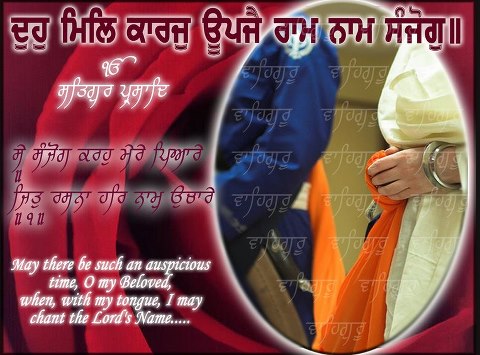 ਦੁਹੁ ਮਿਲਿ ਕਾਰਜੁ ਊਪਜੈ ਰਾਮ ਨਾਮ ਸੰਜੋਗੁ॥
ੴ
ਸਤਿਗੁਰ ਪ੍ਰਸਾਦਿ
ਸੋ ਸੰਜੋਗ ਕਰਹੁ ਮੇਰੇ ਪਿਆਰੇ
॥
ਜਿਤੁ ਰਸਨਾ ਹਰਿ ਨਾਮੁ ਉਚਾਰੇ
॥੧॥
May there be such an auspicious
time, O my Beloved,
when, with my tongue, I may
chant the Lord's Name.....
ਵਾਹਿਗੁਰੂ ਵਾਹਿਗੁਰੂ
ਵਾਹਿਗੁਰੂ ਵਾਹਿਗੁਰੂ
ਵਾਹਿਗੁਰੂ ਵਾਹਿਗੁਰੂ
ਵਾਹਿਗੁਰੂ ਵਾਹਿਗੁਰੂ
ਵਾਹਿਗੁਰੂ ਵਾਹਿਗੁਰੂ
ਵਾਹਿਗੁਰੂ ਵਾਹਿਗੁਰੂ
ਵਾਹਿਗੁਰੂ